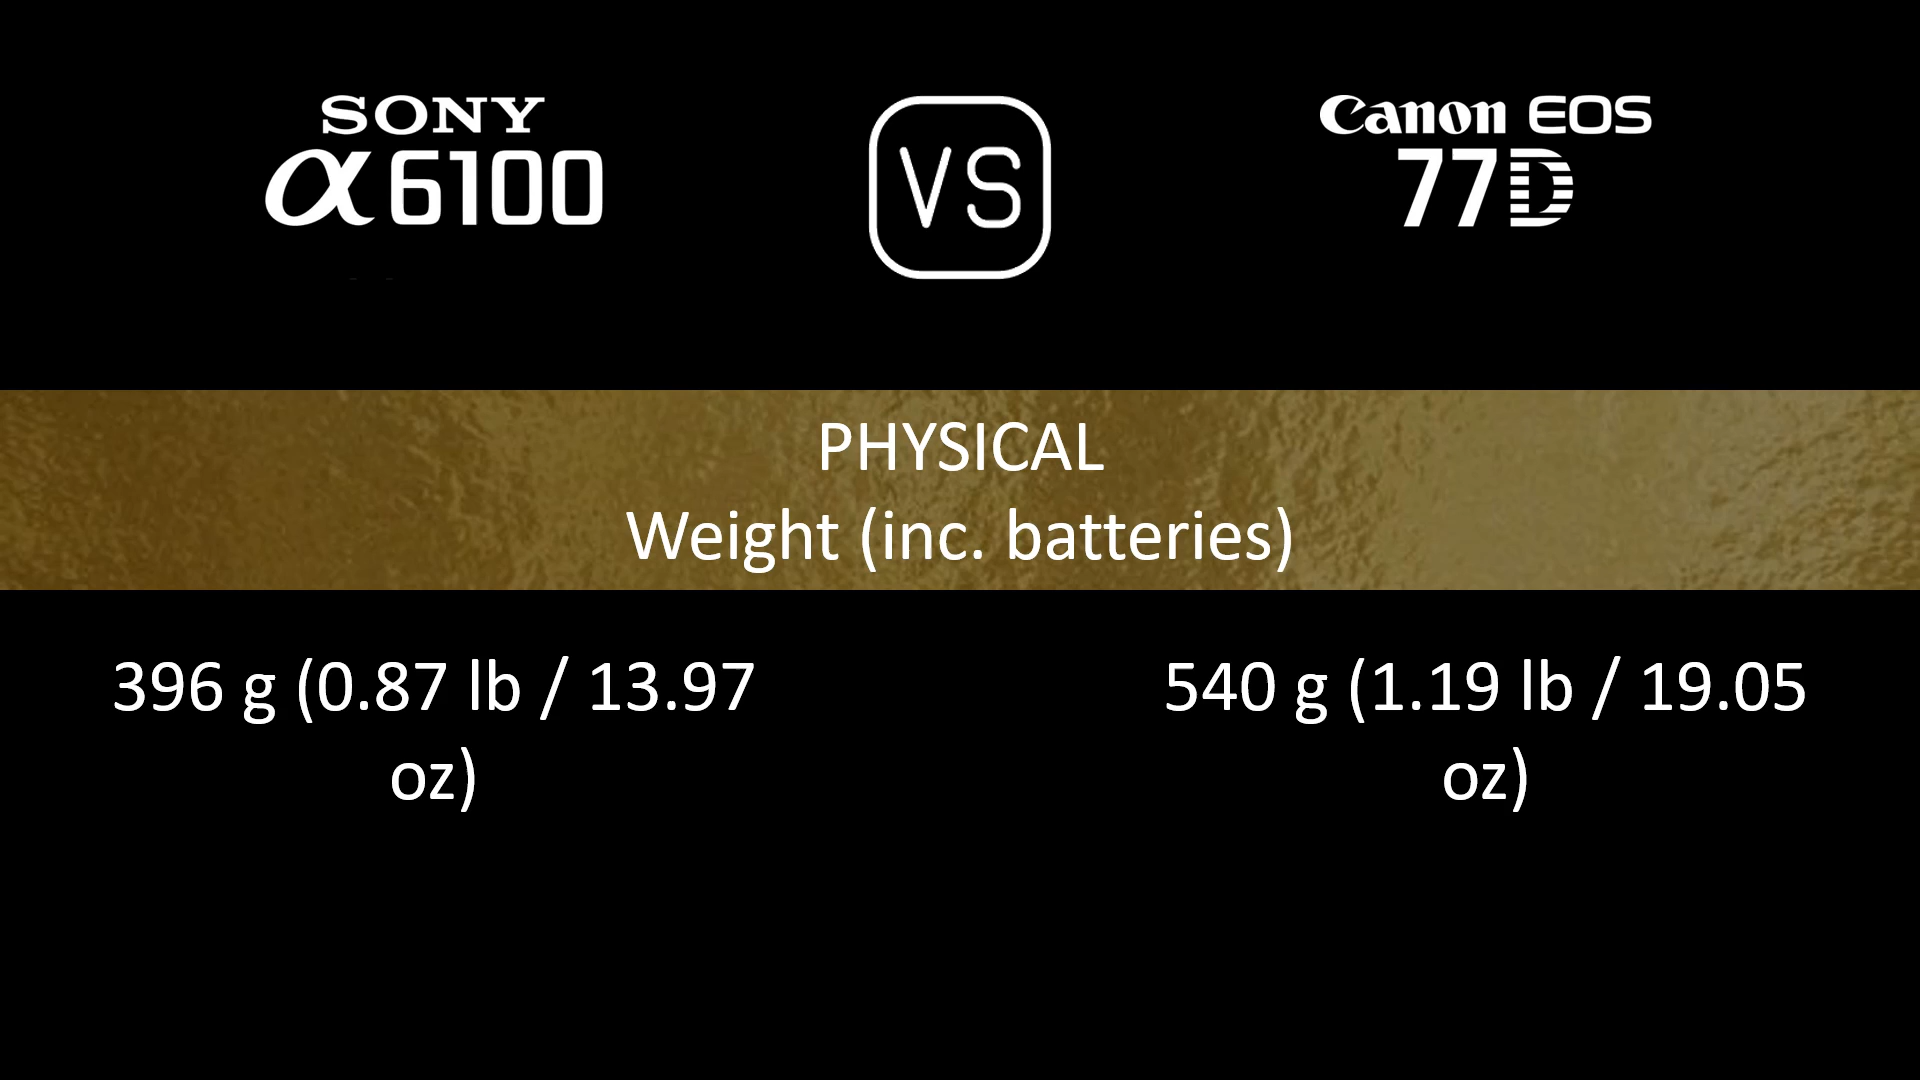 SONY
α6100
VS
Canon EOS
77D
PHYSICAL
Weight (inc. batteries)
396 g (0.87 lb / 13.97
oz)
540 g (1.19 lb / 19.05
oz)